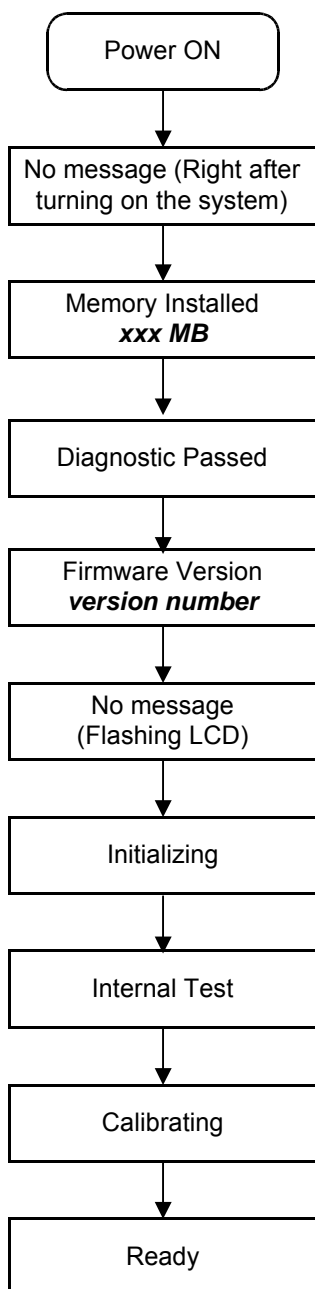 Power ON
No message (Right after
turning on the system)
Memory Installed
xxx MB
Diagnostic Passed
Firmware Version
version number
No message
(Flashing LCD)
Initializing
Internal Test
Calibrating
Ready